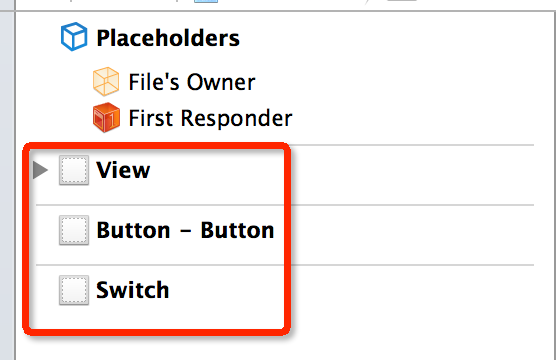 Placeholders
File's Owner
First Responder
View
Button - Button
Switch